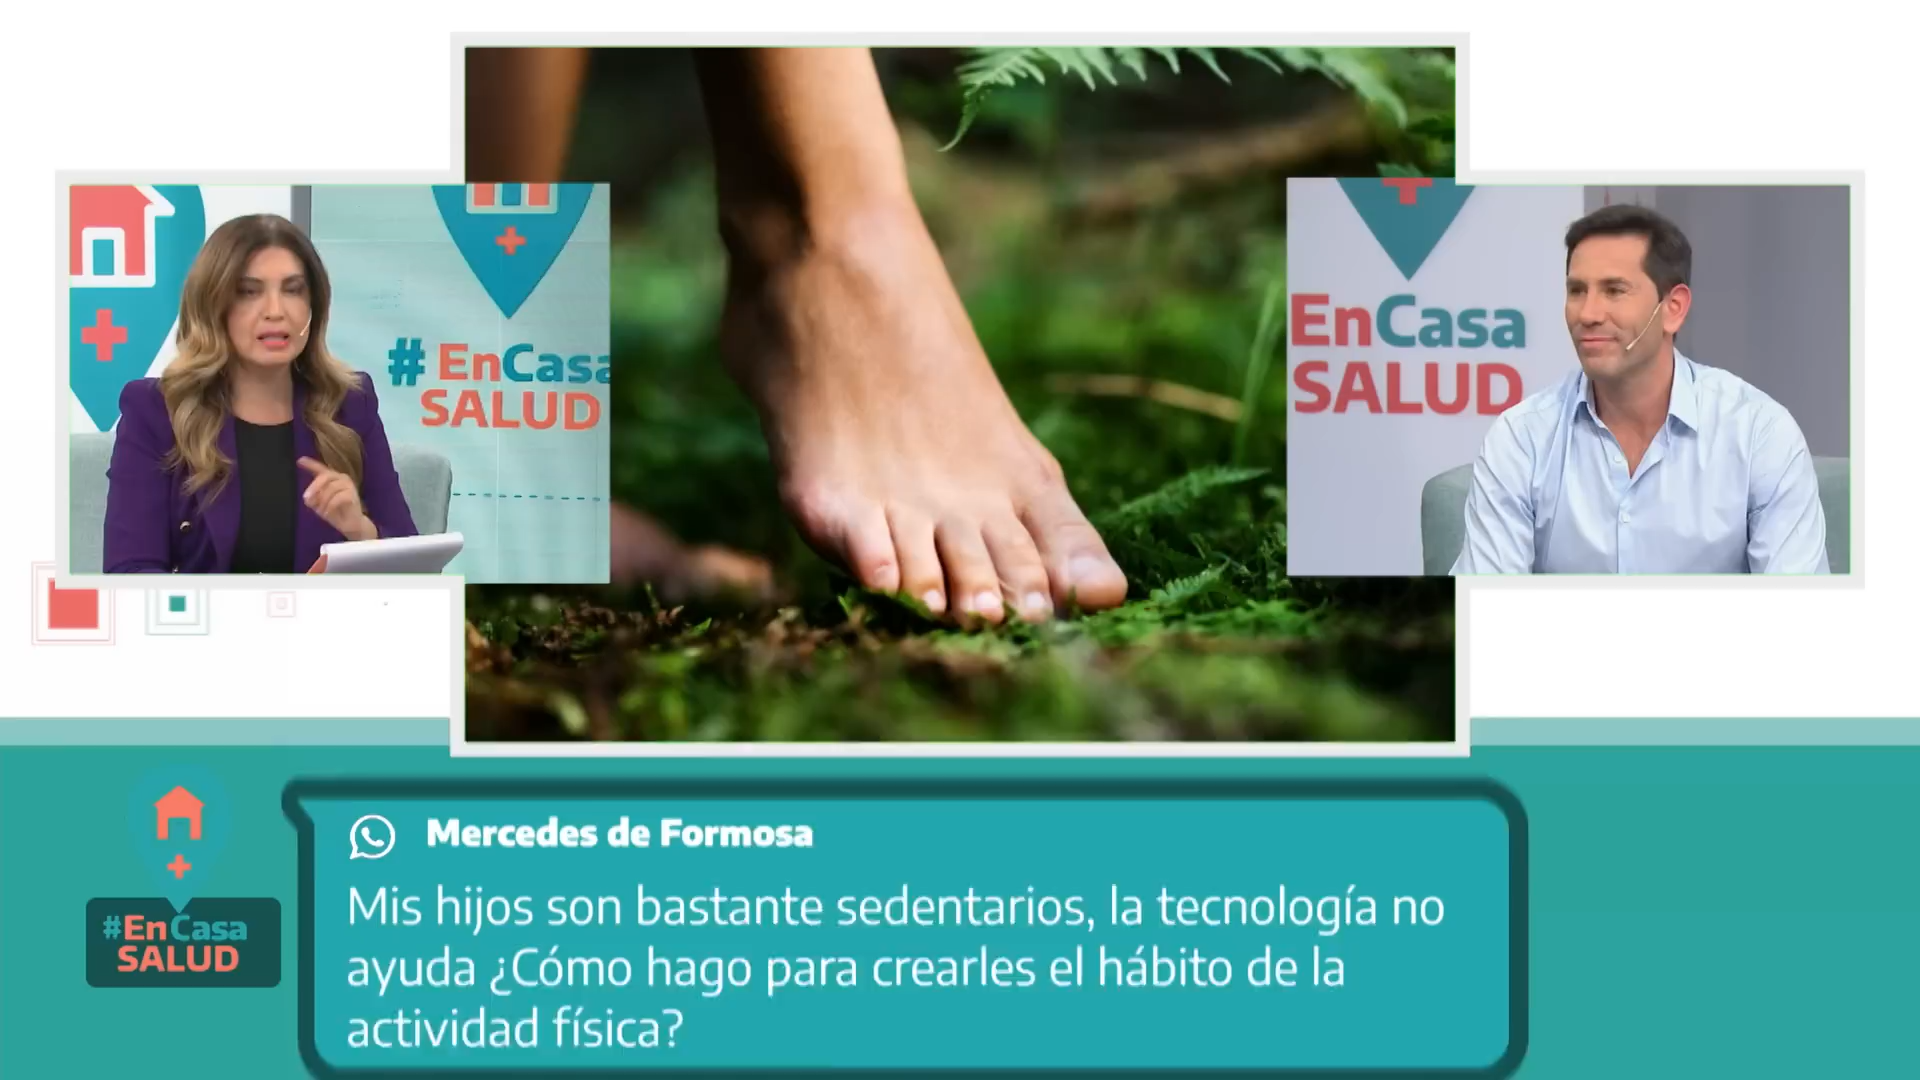 # EnCasa
SALUD
EnCasa
SALUD
#EnCasa
SALUD
Mercedes de Formosa
Mis hijos son bastante sedentarios, la tecnología no
ayuda ¿Cómo hago para crearles el hábito de la
actividad física?